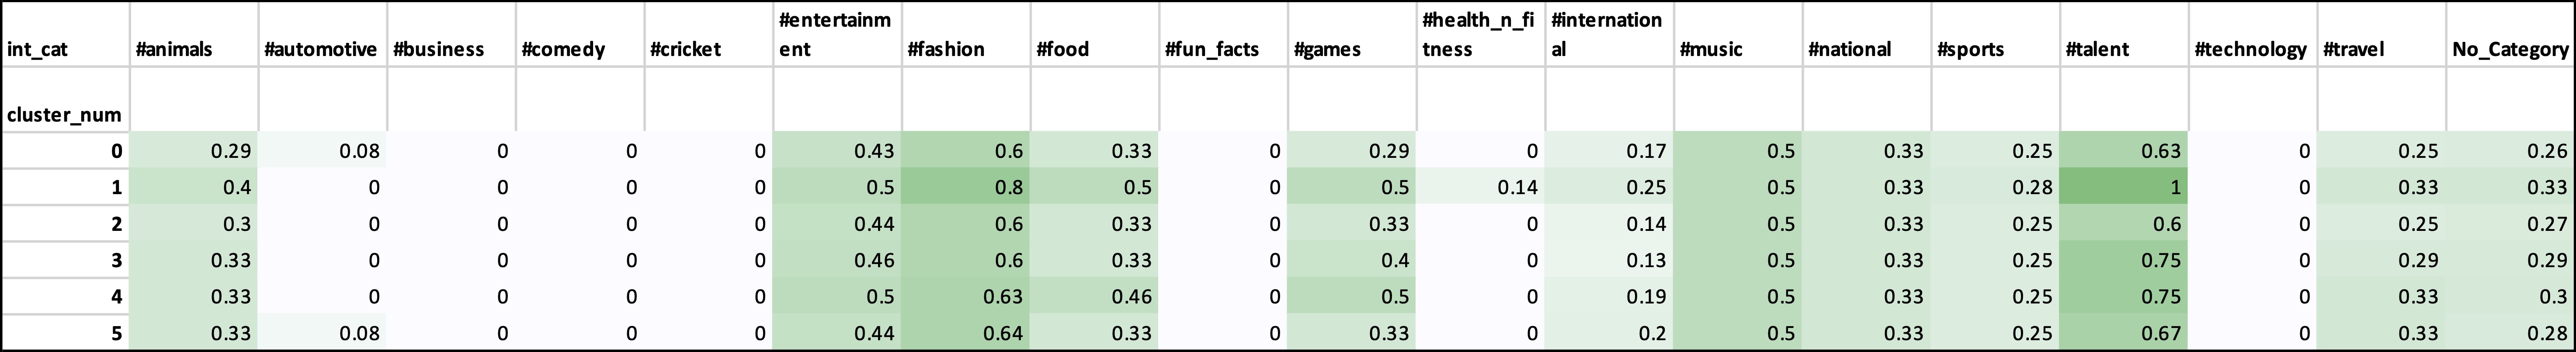 int_cat #animals #automotive #business #comedy #cricket #entertainm
ent #fashion #food #fun_facts #games #health_n_fi
tness #internation
al #music #national #sports #talent #technology #travel No_Category
cluster_num
0 0.29 0.08 0 0 0 0.43 0.6 0.33 0 0.29 0 0.17 0.5 0.33 0.25 0.63 0 0.25 0.26
1 0.4 0 0 0 0 0.5 0.8 0.5 0 0.5 0.14 0.25 0.5 0.33 0.28 1 0 0.33 0.33
2 0.3 0 0 0 0 0.44 0.6 0.33 0 0.33 0 0.14 0.5 0.33 0.25 0.6 0 0.25 0.27
3 0.33 0 0 0 0 0.46 0.6 0.33 0 0.4 0 0.13 0.5 0.33 0.25 0.75 0 0.29 0.29
4 0.33 0 0 0 0 0.5 0.63 0.46 0 0.5 0 0.19 0.5 0.33 0.25 0.75 0 0.33 0.3
5 0.33 0.08 0 0 0 0.44 0.64 0.33 0 0.33 0 0.2 0.5 0.33 0.25 0.67 0 0.33 0.28